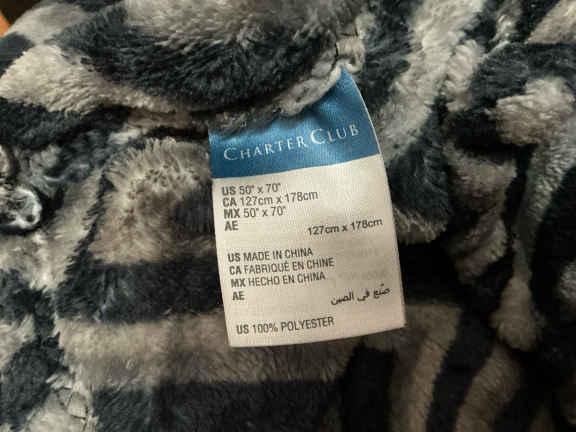 CHARTER CLUB
US 50" x 70"
CA 127cm x 178cm
MX 50" x 70"
AE
127cm x 178cm
US MADE IN CHINA
CA FABRIQUÉ EN CHINE
MX HECHO EN CHINA
AE
صنع في الصين
US 100% POLYESTER